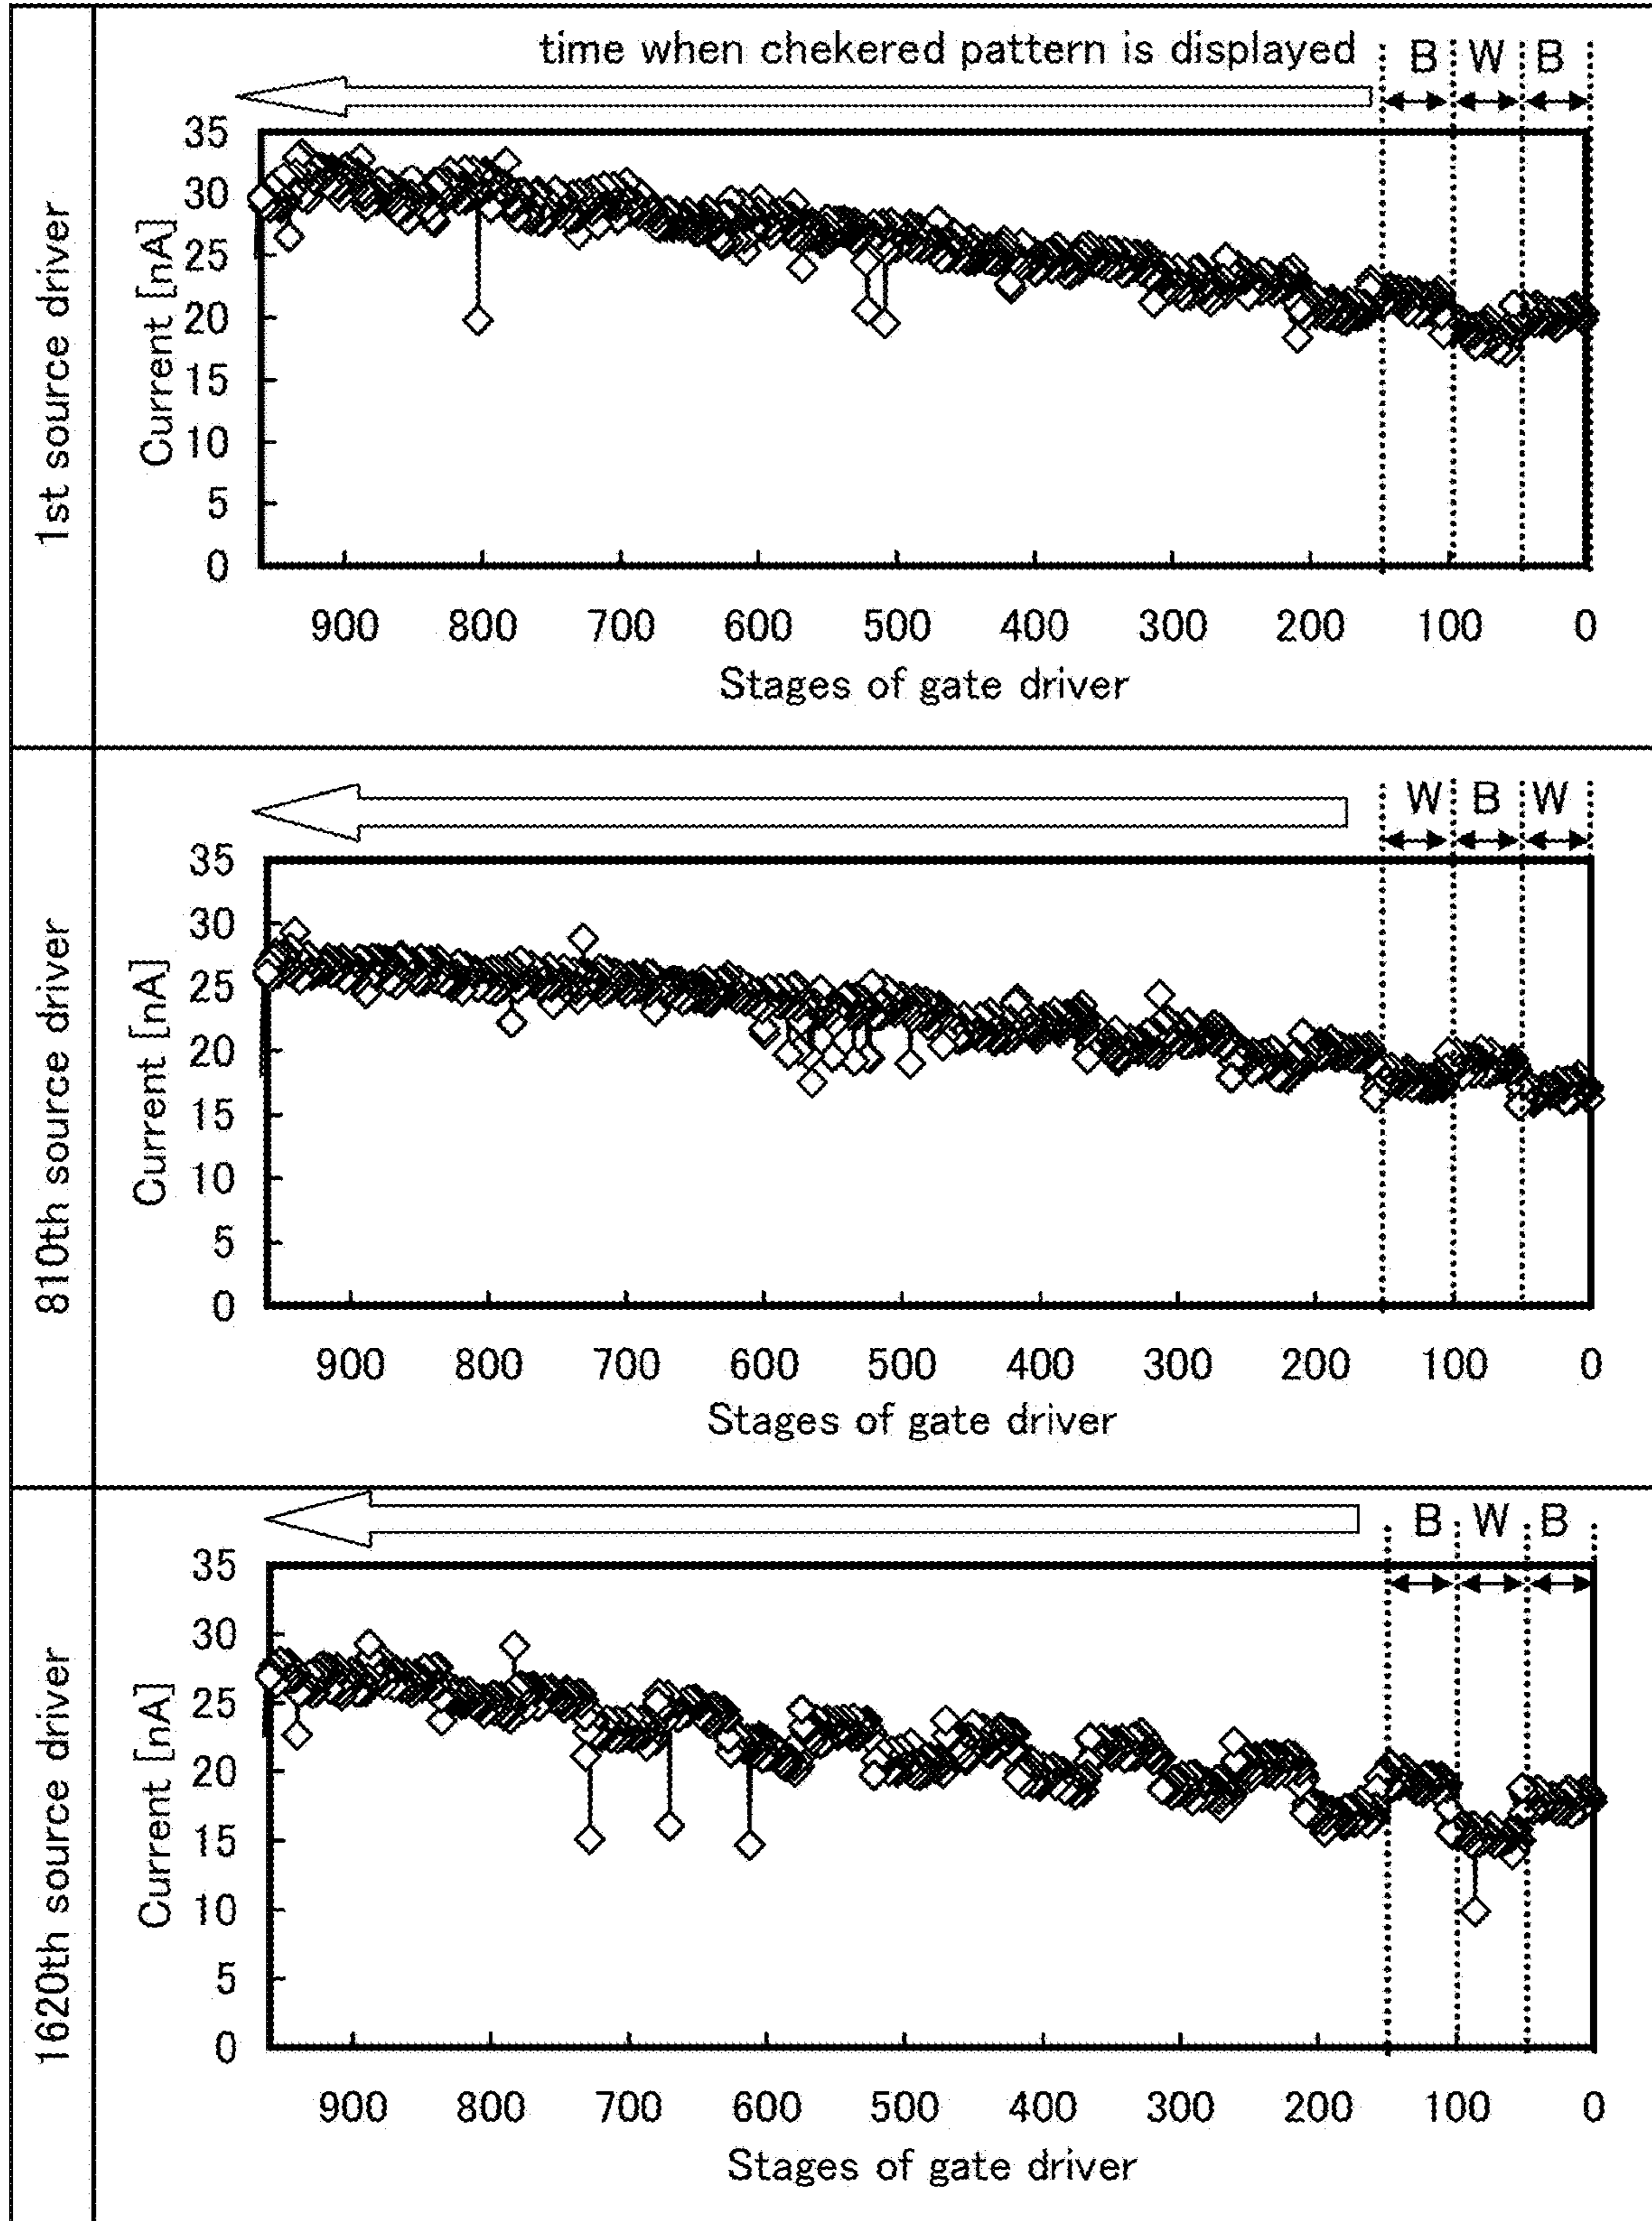 1st source driver
time when chekered pattern is displayed
B W B
Current [nA]
35
30
25
20
15
10
5
0
900 800 700 600 500 400 300 200 100 0
Stages of gate driver
810th source driver
W B W
Current [nA]
35
30
25
20
15
10
5
0
900 800 700 600 500 400 300 200 100 0
Stages of gate driver
1620th source driver
B W B
Current [nA]
35
30
25
20
15
10
5
0
900 800 700 600 500 400 300 200 100 0
Stages of gate driver